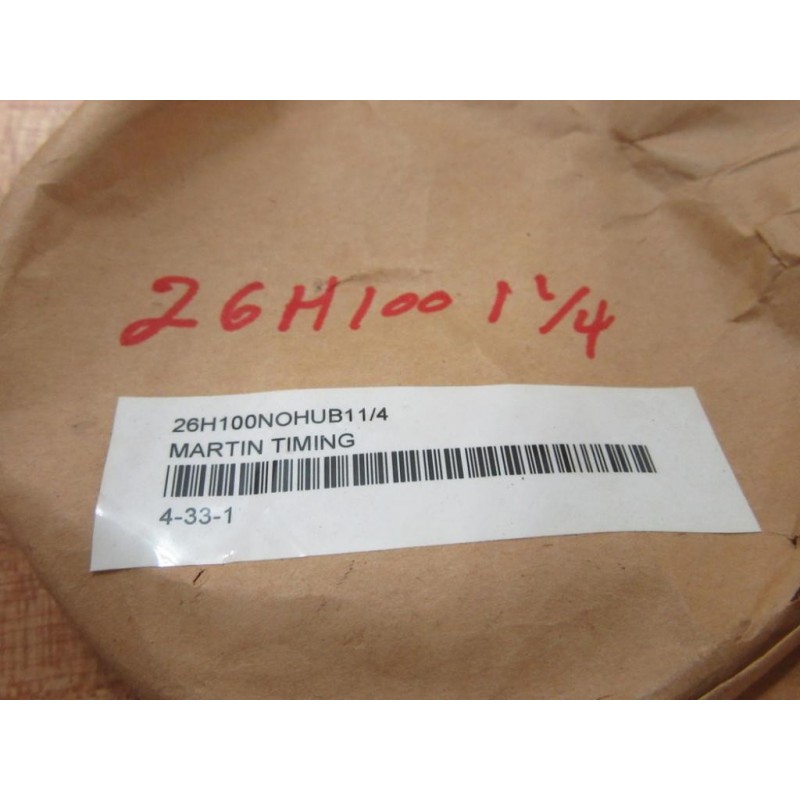 26H100 1 1/4
26H100NOHUB11/4
MARTIN TIMING
4-33-1